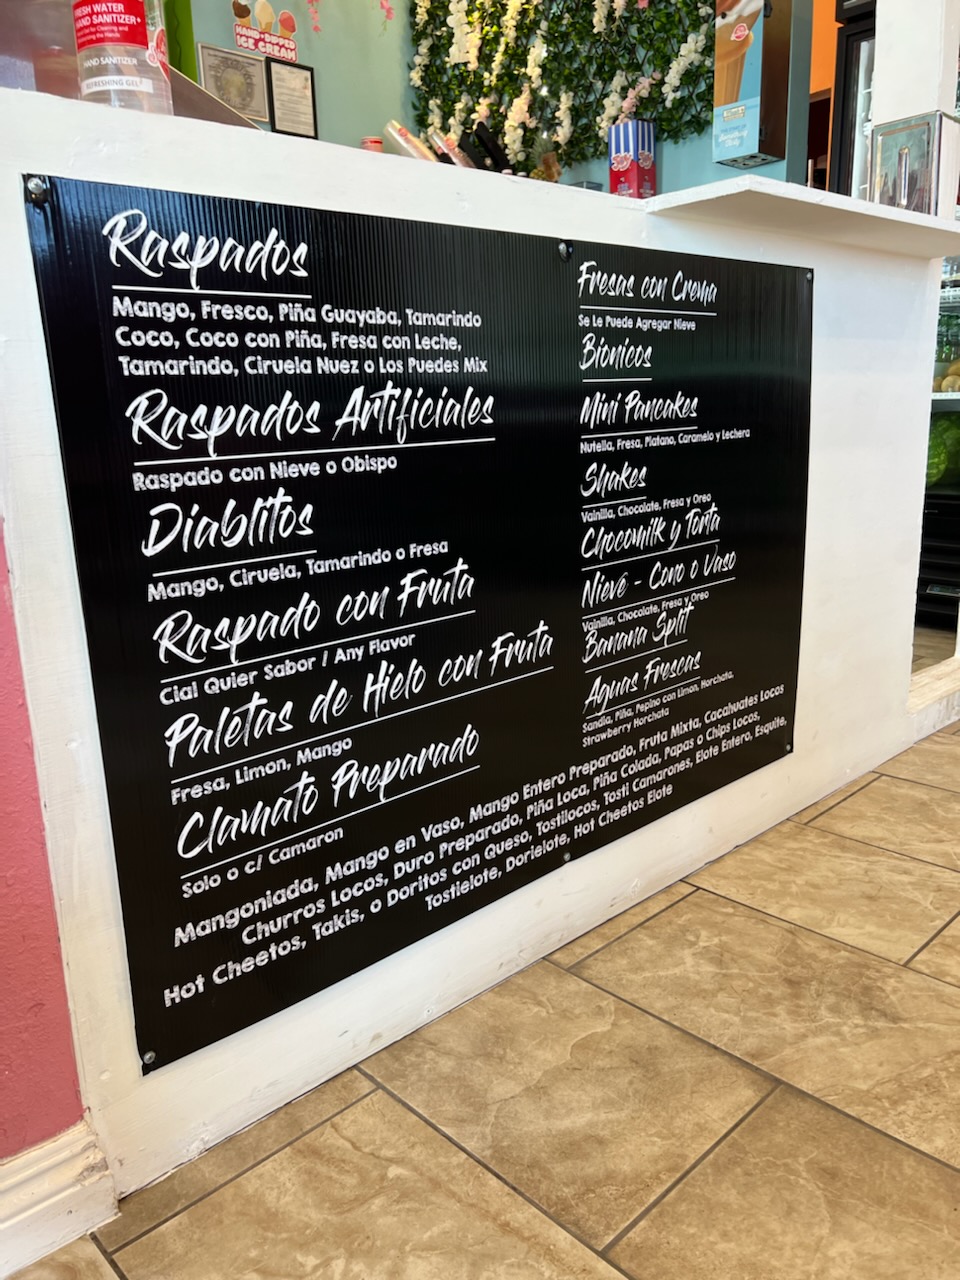 FRESH WATER
HAND SANITIZER
HAND SANITIZER
REFRESHING GEL
HAND-DIPPED
ICE CREAM
Raspados
Mango, Fresco, Piña Guayaba, Tamarindo
Coco, Coco con Piña, Fresa con Leche,
Tamarindo, Ciruela Nuez o Los Puedes Mix
Raspados Artificiales
Raspado con Nieve o Obispo
Diablitos
Mango, Ciruela, Tamarindo o Fresa
Raspado con Fruta
Cial Quier Sabor / Any Flavor
Paletas de Hielo con Fruta
Fresa, Limon, Mango
Clamato Preparado
Solo o c/ Camaron
Fresas con Crema
Se Le Puede Agregar Nieve
Bionicos
Mini Pancakes
Nutella, Fresa, Platano, Caramelo y Lechera
Shakes
Vainilla, Chocolate, Fresa y Oreo
Chocomilk y Torta
Nieve - Cono o Vaso
Vainilla, Chocolate, Fresa y Oreo
Banana Split
Aguas Frescas
Sandia, Piña, Pepino con Limon, Horchata,
Strawberry Horchata
Mangoniada, Mango en Vaso, Mango Entero Preparado, Fruta Mixta, Cacahuates Locos
Churros Locos, Duro Preparado, Piña Loca, Piña Colada, Papas o Chips Locos,
Hot Cheetos, Takis, o Doritos con Queso, Tostilocos, Tosti Camarones, Elote Entero, Esquite,
Tostielote, Dorielote, Hot Cheetos Elote